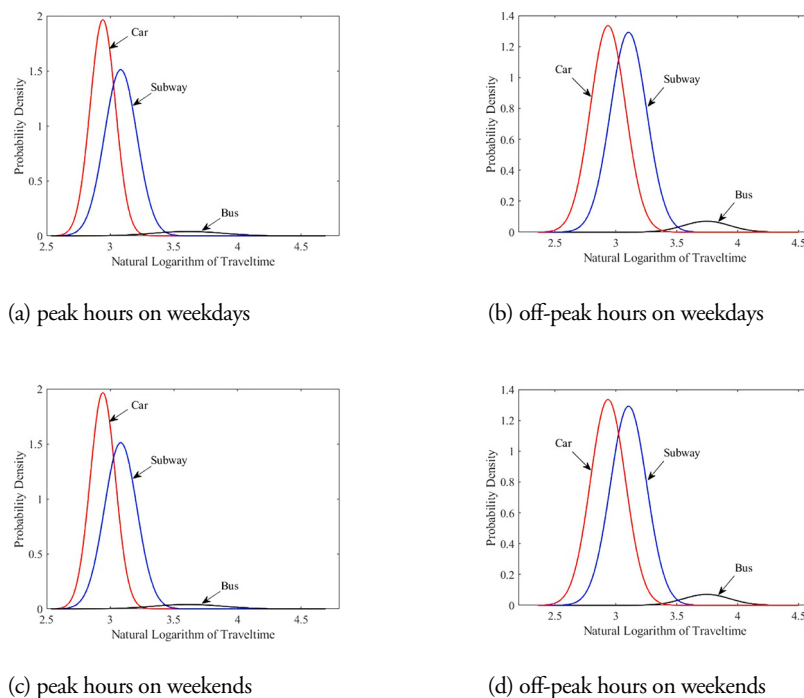 2
Car
1.5
Subway
1
0.5
Bus
0
2.5 3 3.5 4 4.5
Probability Density
Natural Logarithm of Traveltime
(a) peak hours on weekdays
1.4
1.2
Car
Subway
1
0.8
0.6
0.4
Bus
0.2
0
2.5 3 3.5 4 4.5
Probability Density
Natural Logarithm of Traveltime
(b) off-peak hours on weekdays
2
Car
1.5
Subway
1
0.5
Bus
0
2.5 3 3.5 4 4.5
Probability Density
Natural Logarithm of Traveltime
(c) peak hours on weekends
1.4
1.2
Car
Subway
1
0.8
0.6
0.4
Bus
0.2
0
2.5 3 3.5 4 4.5
Probability Density
Natural Logarithm of Traveltime
(d) off-peak hours on weekends